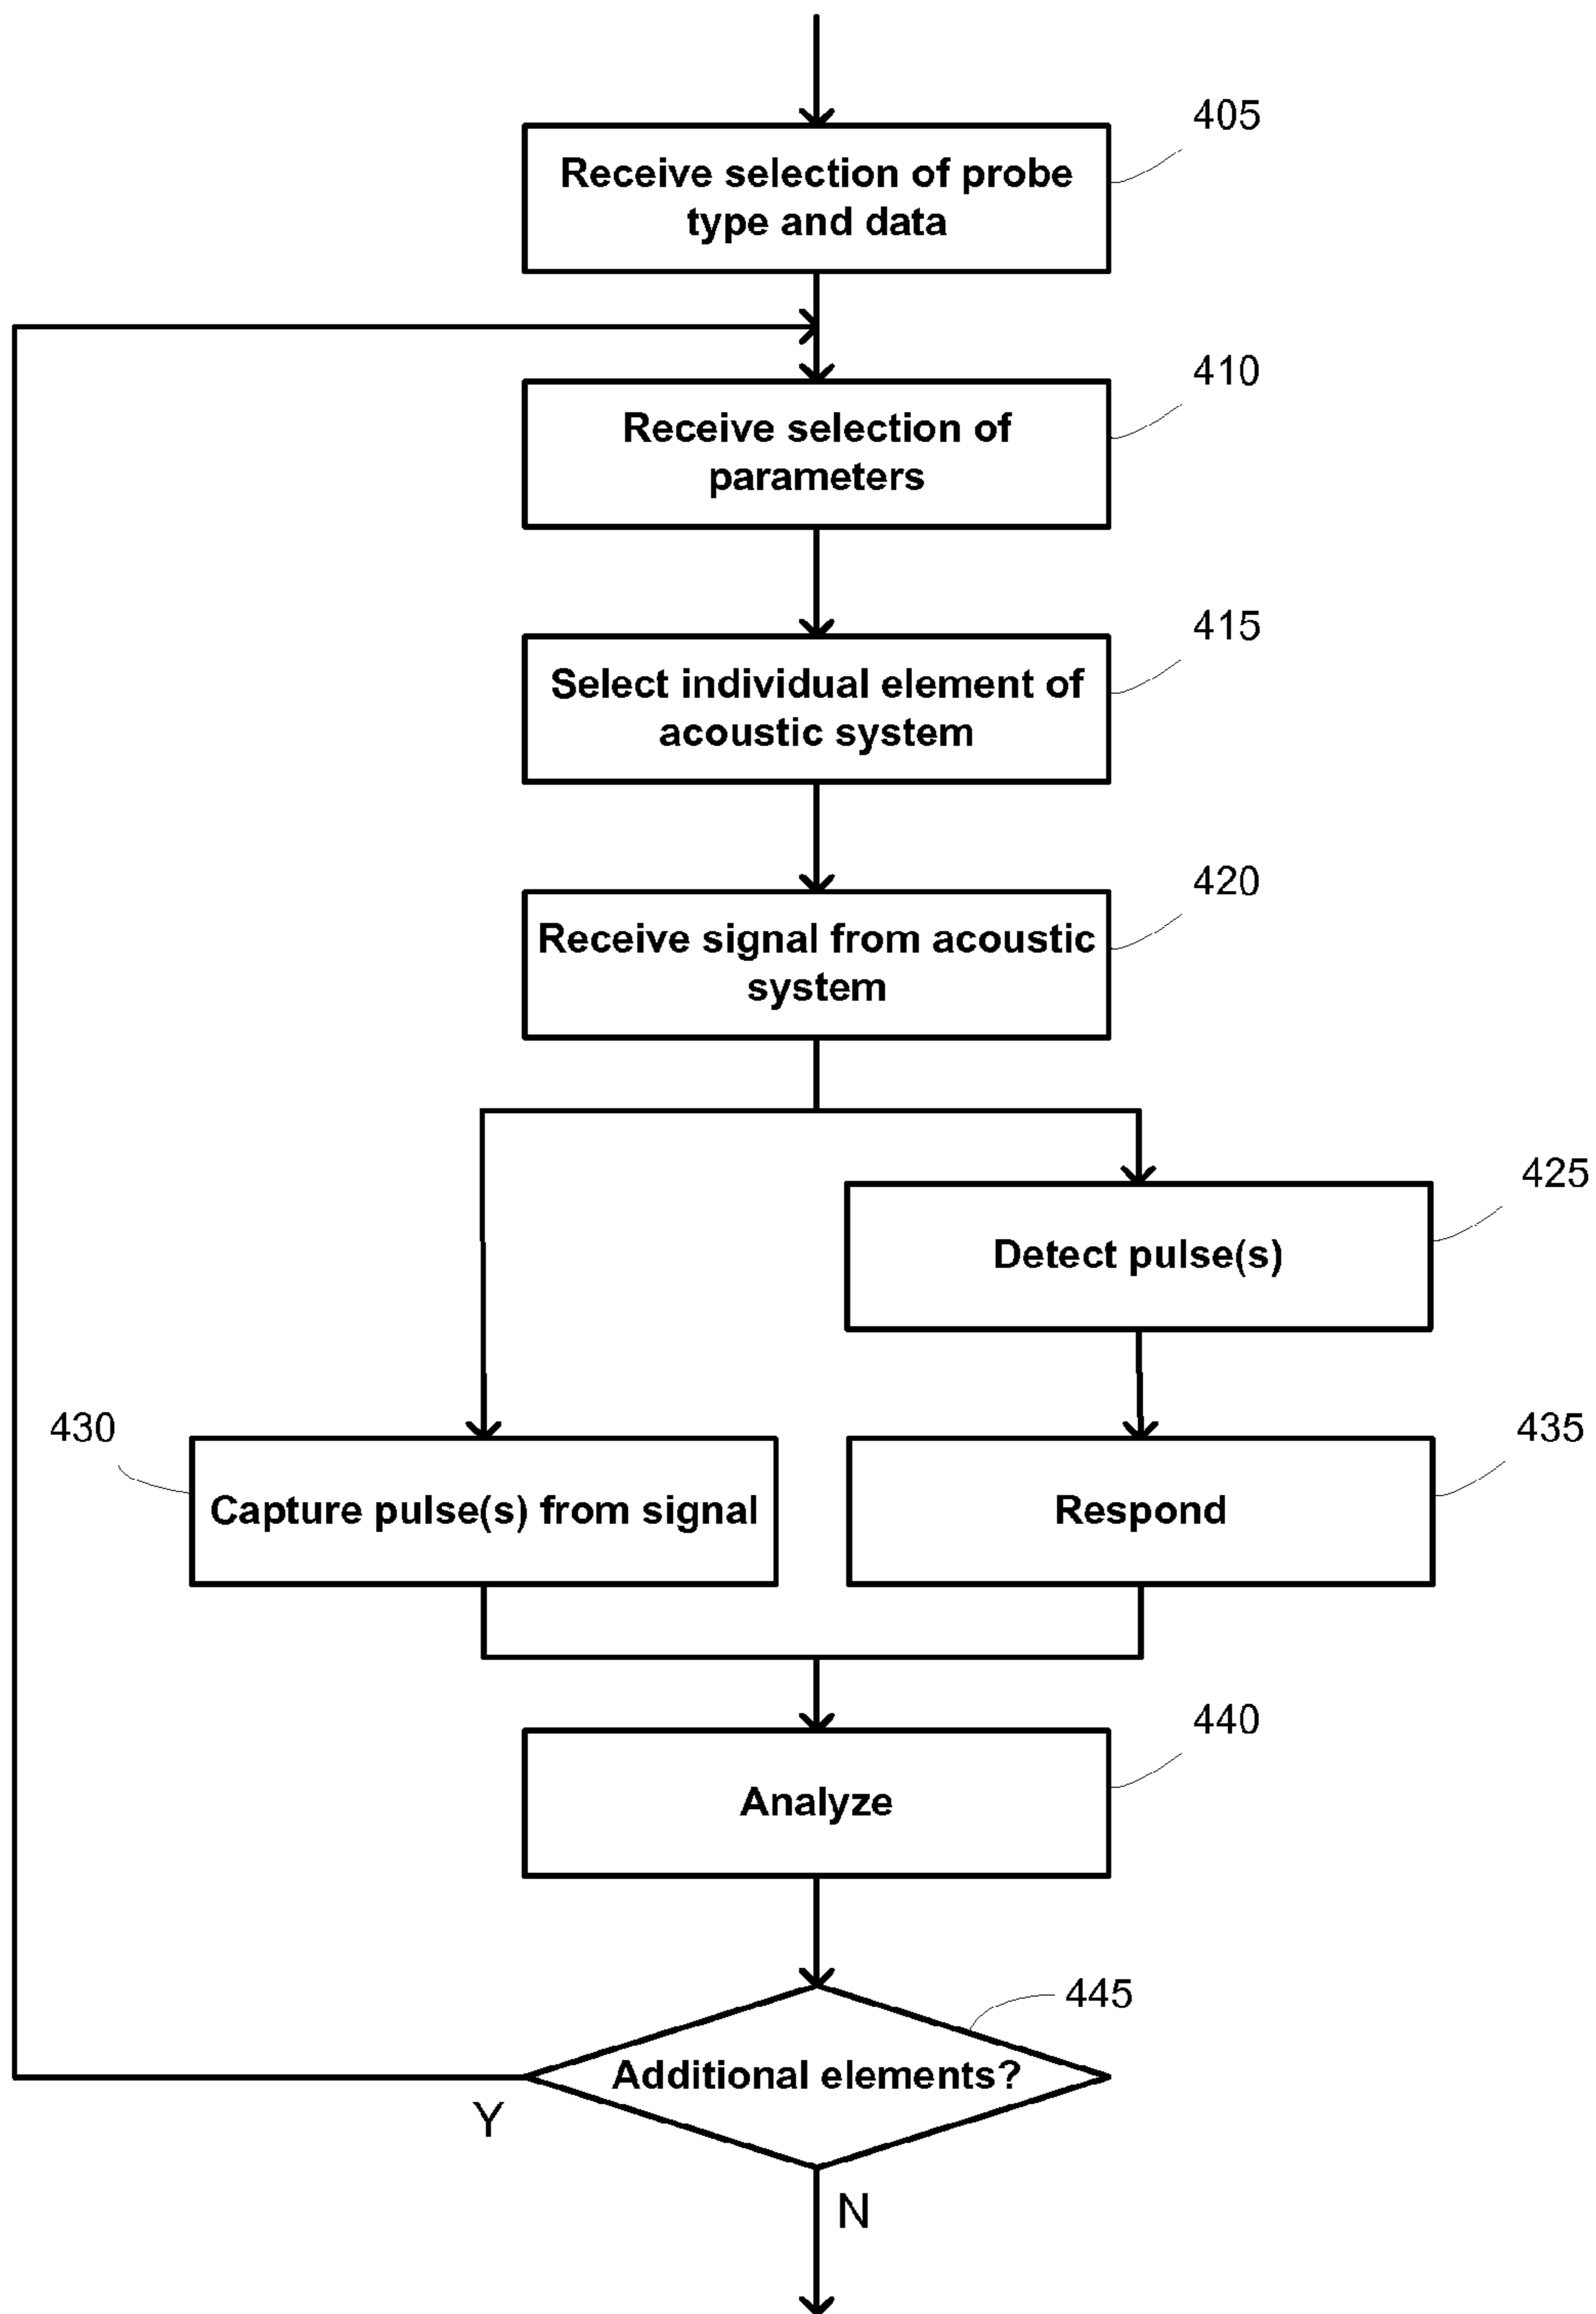 405
Receive selection of probe
type and data
410
Receive selection of
parameters
415
Select individual element of
acoustic system
420
Receive signal from acoustic
system
425
Detect pulse(s)
430
Capture pulse(s) from signal
435
Respond
440
Analyze
445
Additional elements?
Y
N